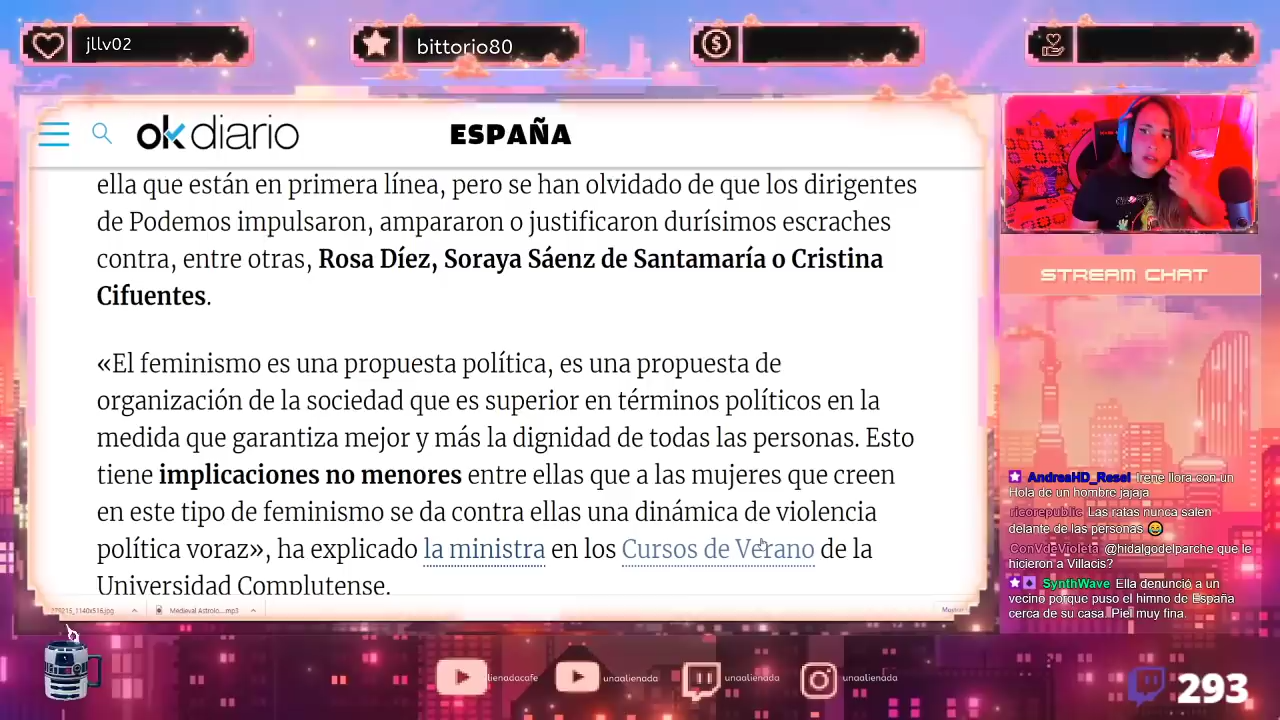 jllv02
bittorio80
okdiario
ESPAÑA
ella que están en primera línea, pero se han olvidado de que los dirigentes
de Podemos impulsaron, ampararon o justificaron durísimos escraches
contra, entre otras, Rosa Díez, Soraya Sáenz de Santamaría o Cristina
Cifuentes.
«El feminismo es una propuesta política, es una propuesta de
organización de la sociedad que es superior en términos políticos en la
medida que garantiza mejor y más la dignidad de todas las personas. Esto
tiene implicaciones no menores entre ellas que a las mujeres que creen
en este tipo de feminismo se da contra ellas una dinámica de violencia
política voraz», ha explicado la ministra en los Cursos de Verano de la
Universidad Complutense.
Medieval Astrolo....mp3
STREAM CHAT
AndreaHD_Resel Irene llora con un
Hola de un hombre jajaja
ricorepublic Las ratas nunca salen
delante de las personas 😂
ConVdeVioleta @hidalgodelparche que le
hicieron a Villacis?
SynthWave Ella denunció a un
vecino porque puso el himno de España
cerca de su casa. Piel muy fina.
lienadacafe
unaalienada
unaalienada
unaalienada
293